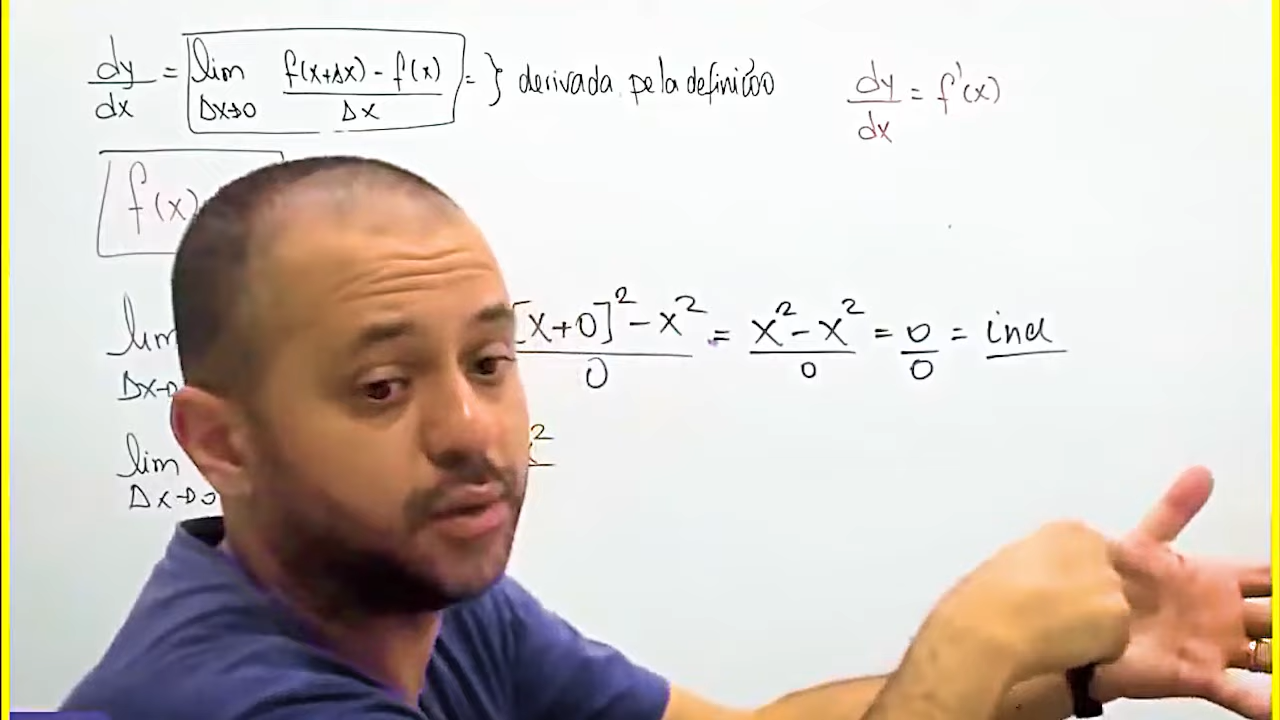 dy/dx = lim Δx→0 f(x+Δx) - f(x) / Δx = } derivada pela definição dy/dx = f'(x)
f(x)
lim Δx→0 [x+0]² - x² / 0 = x² - x² / 0 = 0/0 = ind
lim Δx→0 ²